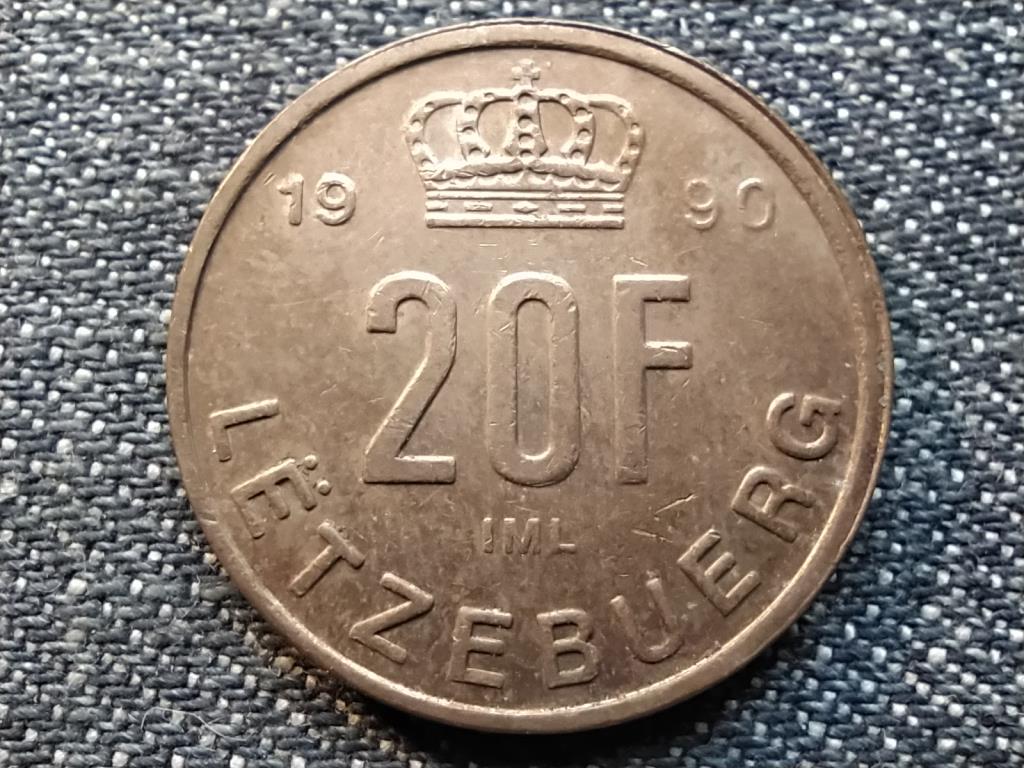 19 90
20F
IML
LËTZEBUERG